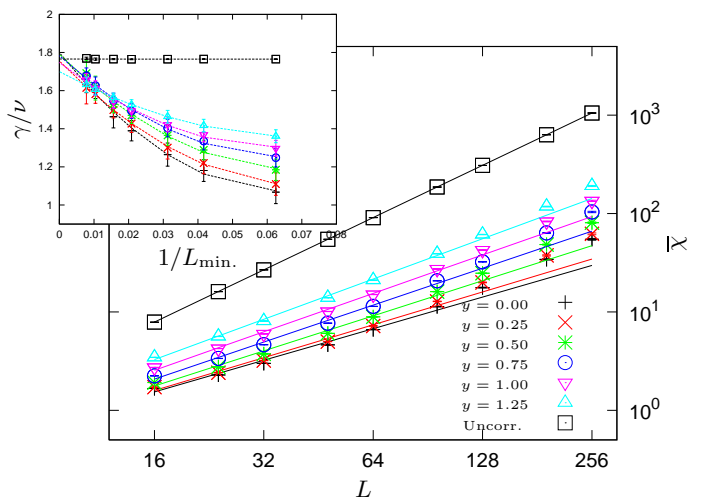 2
1.8
1.6
1.4
1.2
1
γ/ν
0 0.01 0.02 0.03 0.04 0.05 0.06 0.07 0.08
1/L_min.
10^3
10^2
10^1
10^0
χ̅
y = 0.00
y = 0.25
y = 0.50
y = 0.75
y = 1.00
y = 1.25
Uncorr.
16 32 64 128 256
L